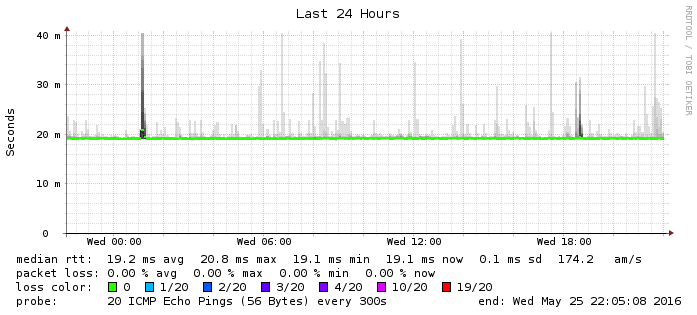 Last 24 Hours
RRDTOOL / TOBI OETIKER
Seconds
40 m
30 m
20 m
10 m
0
Wed 00:00 Wed 06:00 Wed 12:00 Wed 18:00
median rtt: 19.2 ms avg 20.8 ms max 19.1 ms min 19.1 ms now 0.1 ms sd 174.2 am/s
packet loss: 0.00 % avg 0.00 % max 0.00 % min 0.00 % now
loss color: 0 1/20 2/20 3/20 4/20 10/20 19/20
probe: 20 ICMP Echo Pings (56 Bytes) every 300s end: Wed May 25 22:05:08 2016